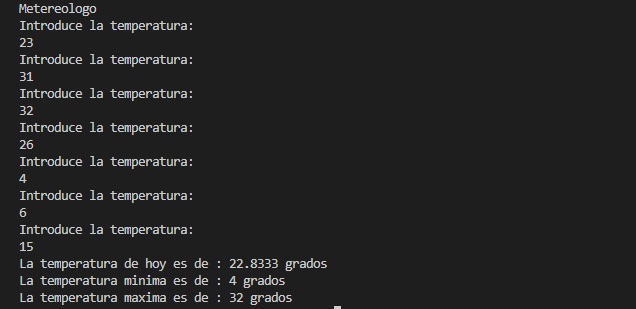 Metereologo
Introduce la temperatura:
23
Introduce la temperatura:
31
Introduce la temperatura:
32
Introduce la temperatura:
26
Introduce la temperatura:
4
Introduce la temperatura:
6
Introduce la temperatura:
15
La temperatura de hoy es de : 22.8333 grados
La temperatura minima es de : 4 grados
La temperatura maxima es de : 32 grados